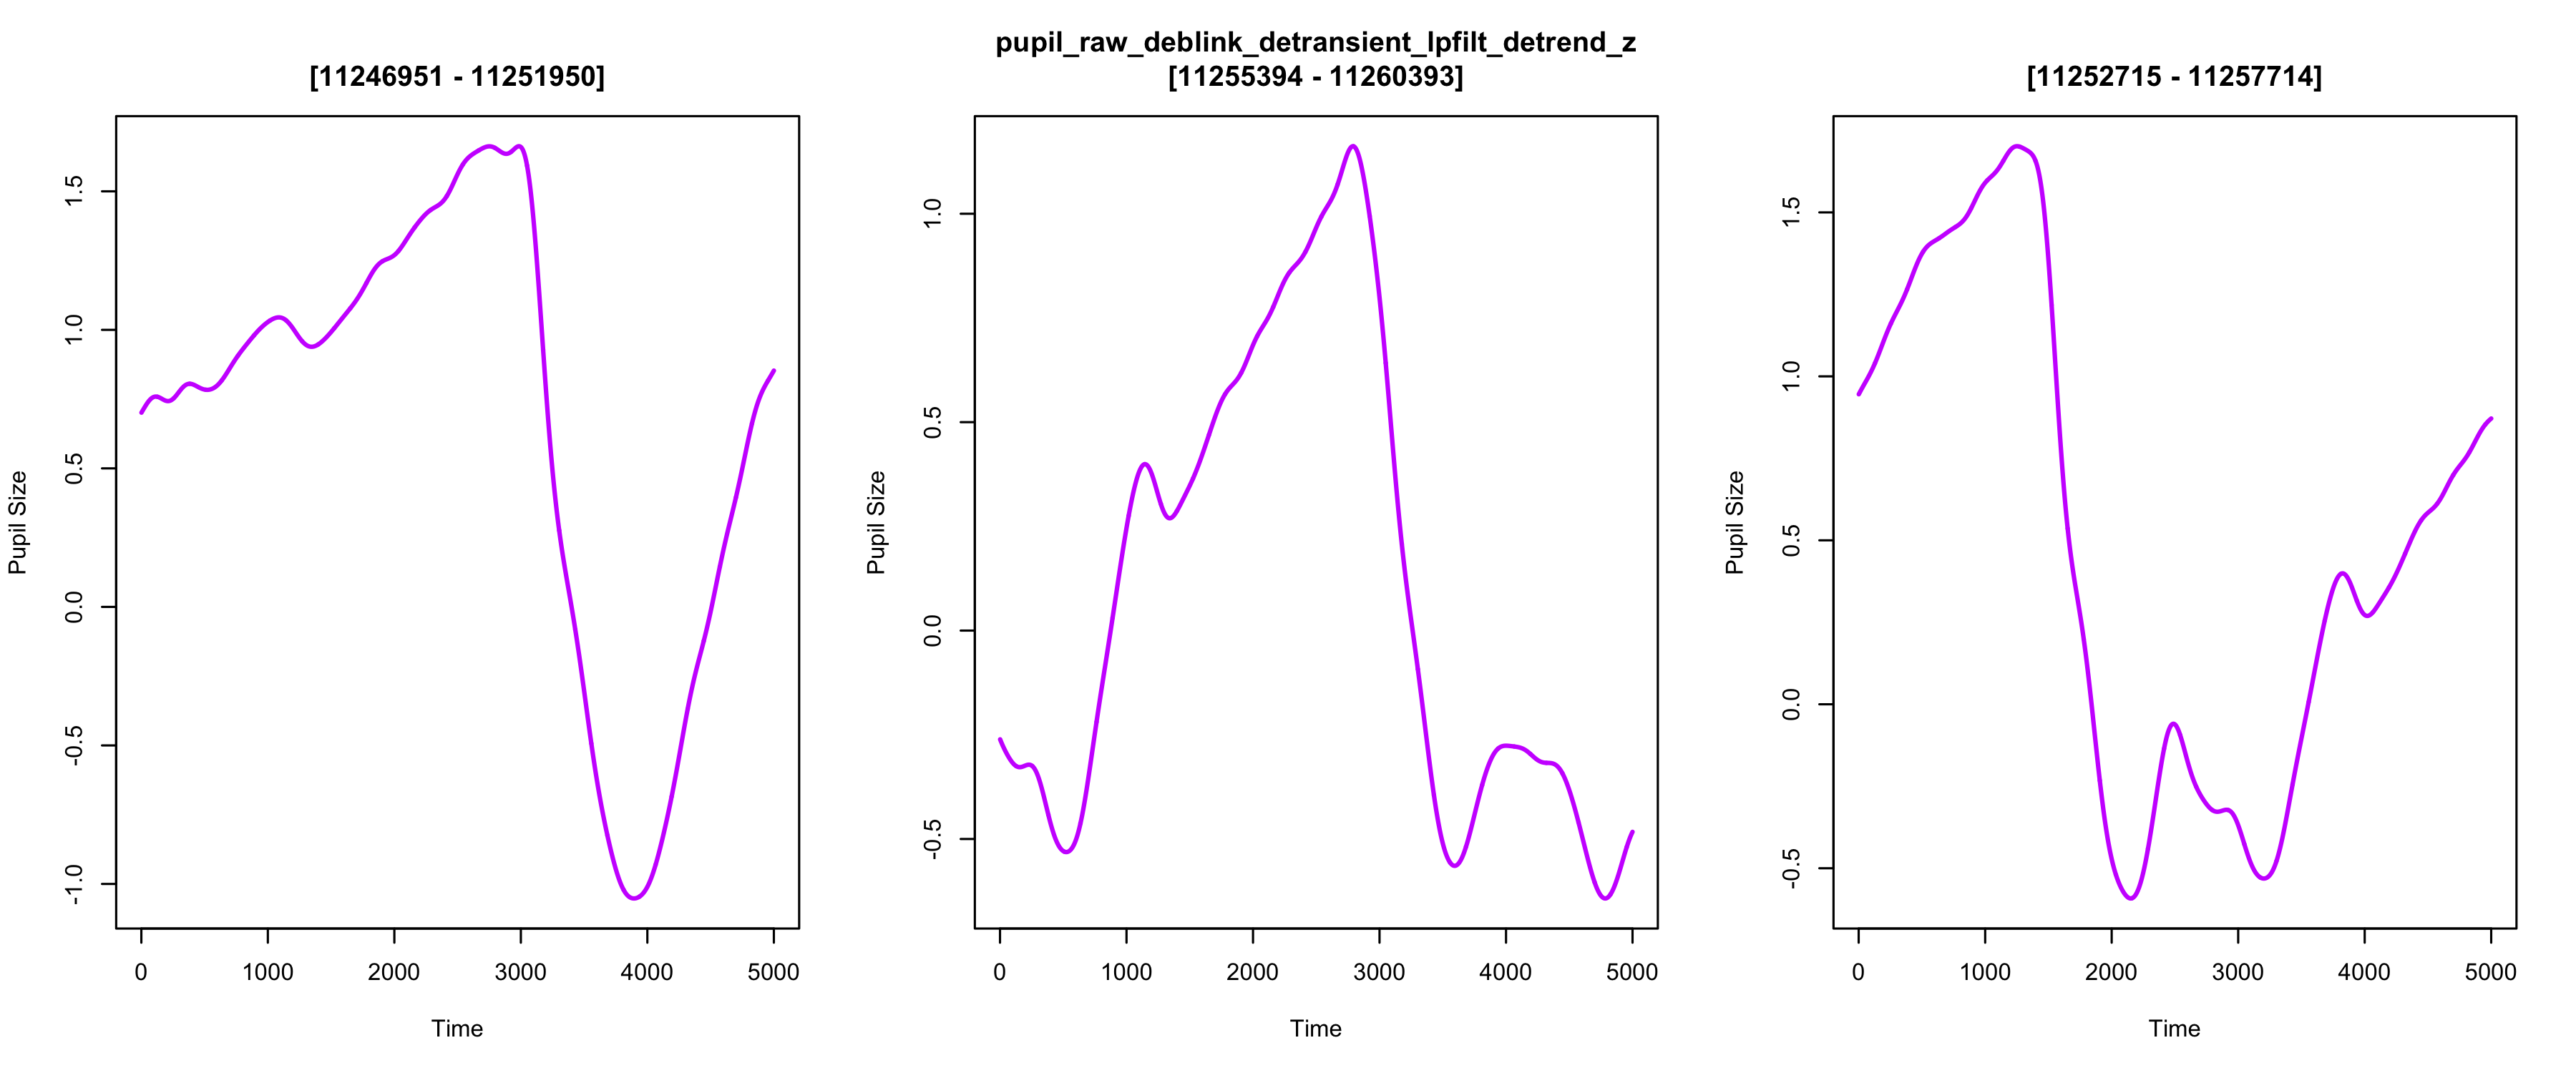 pupil_raw_deblink_detransient_lpfilt_detrend_z
[11246951 - 11251950]
[11255394 - 11260393]
[11252715 - 11257714]
Pupil Size
1.5
1.0
0.5
0.0
-0.5
-1.0
0 1000 2000 3000 4000 5000
Time
Pupil Size
1.0
0.5
0.0
-0.5
0 1000 2000 3000 4000 5000
Time
Pupil Size
1.5
1.0
0.5
0.0
-0.5
0 1000 2000 3000 4000 5000
Time